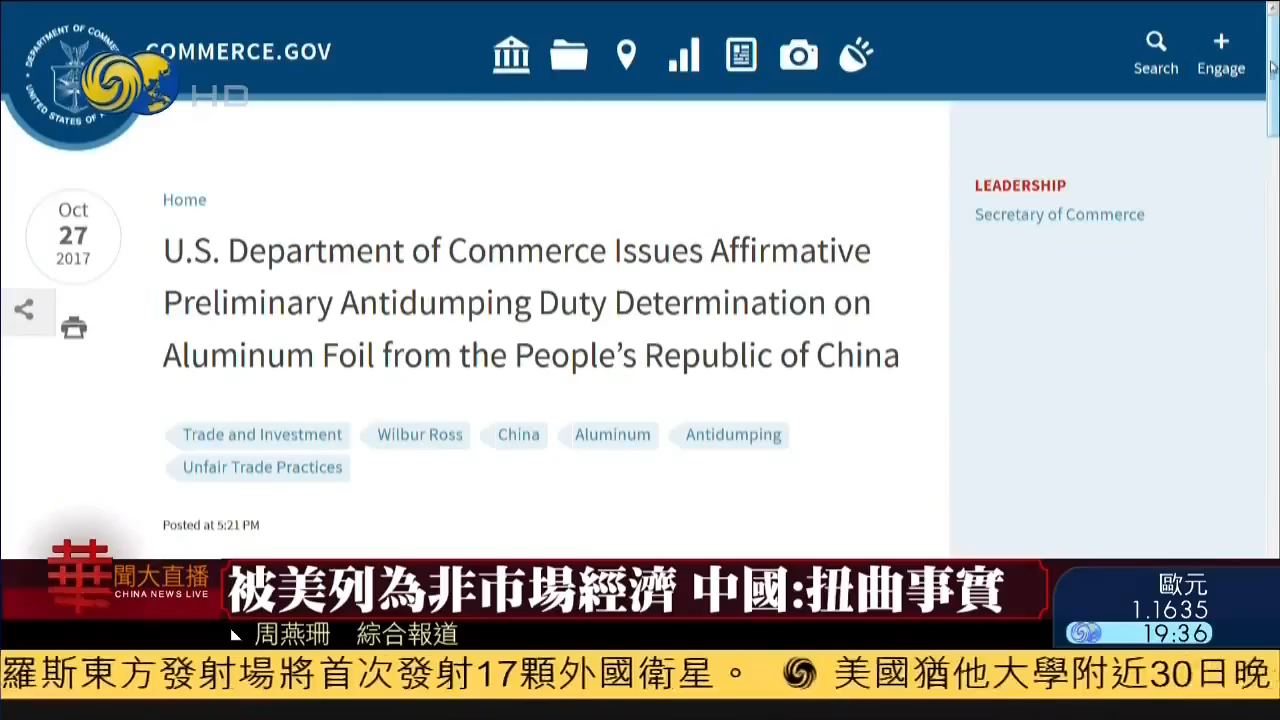 COMMERCE.GOV
HD
Search
Engage
DEPARTMENT OF COMM
UNITED STATES OF
Oct
27
2017
Home
U.S. Department of Commerce Issues Affirmative
Preliminary Antidumping Duty Determination on
Aluminum Foil from the People’s Republic of China
Trade and Investment
Wilbur Ross
China
Aluminum
Antidumping
Unfair Trade Practices
Posted at 5:21 PM
LEADERSHIP
Secretary of Commerce
華
聞大直播
CHINA NEWS LIVE
被美列為非市場經濟 中國:扭曲事實
周燕珊 綜合報道
歐元
1.1635
19:36
羅斯東方發射場將首次發射17顆外國衛星。 美國猶他大學附近30日晚